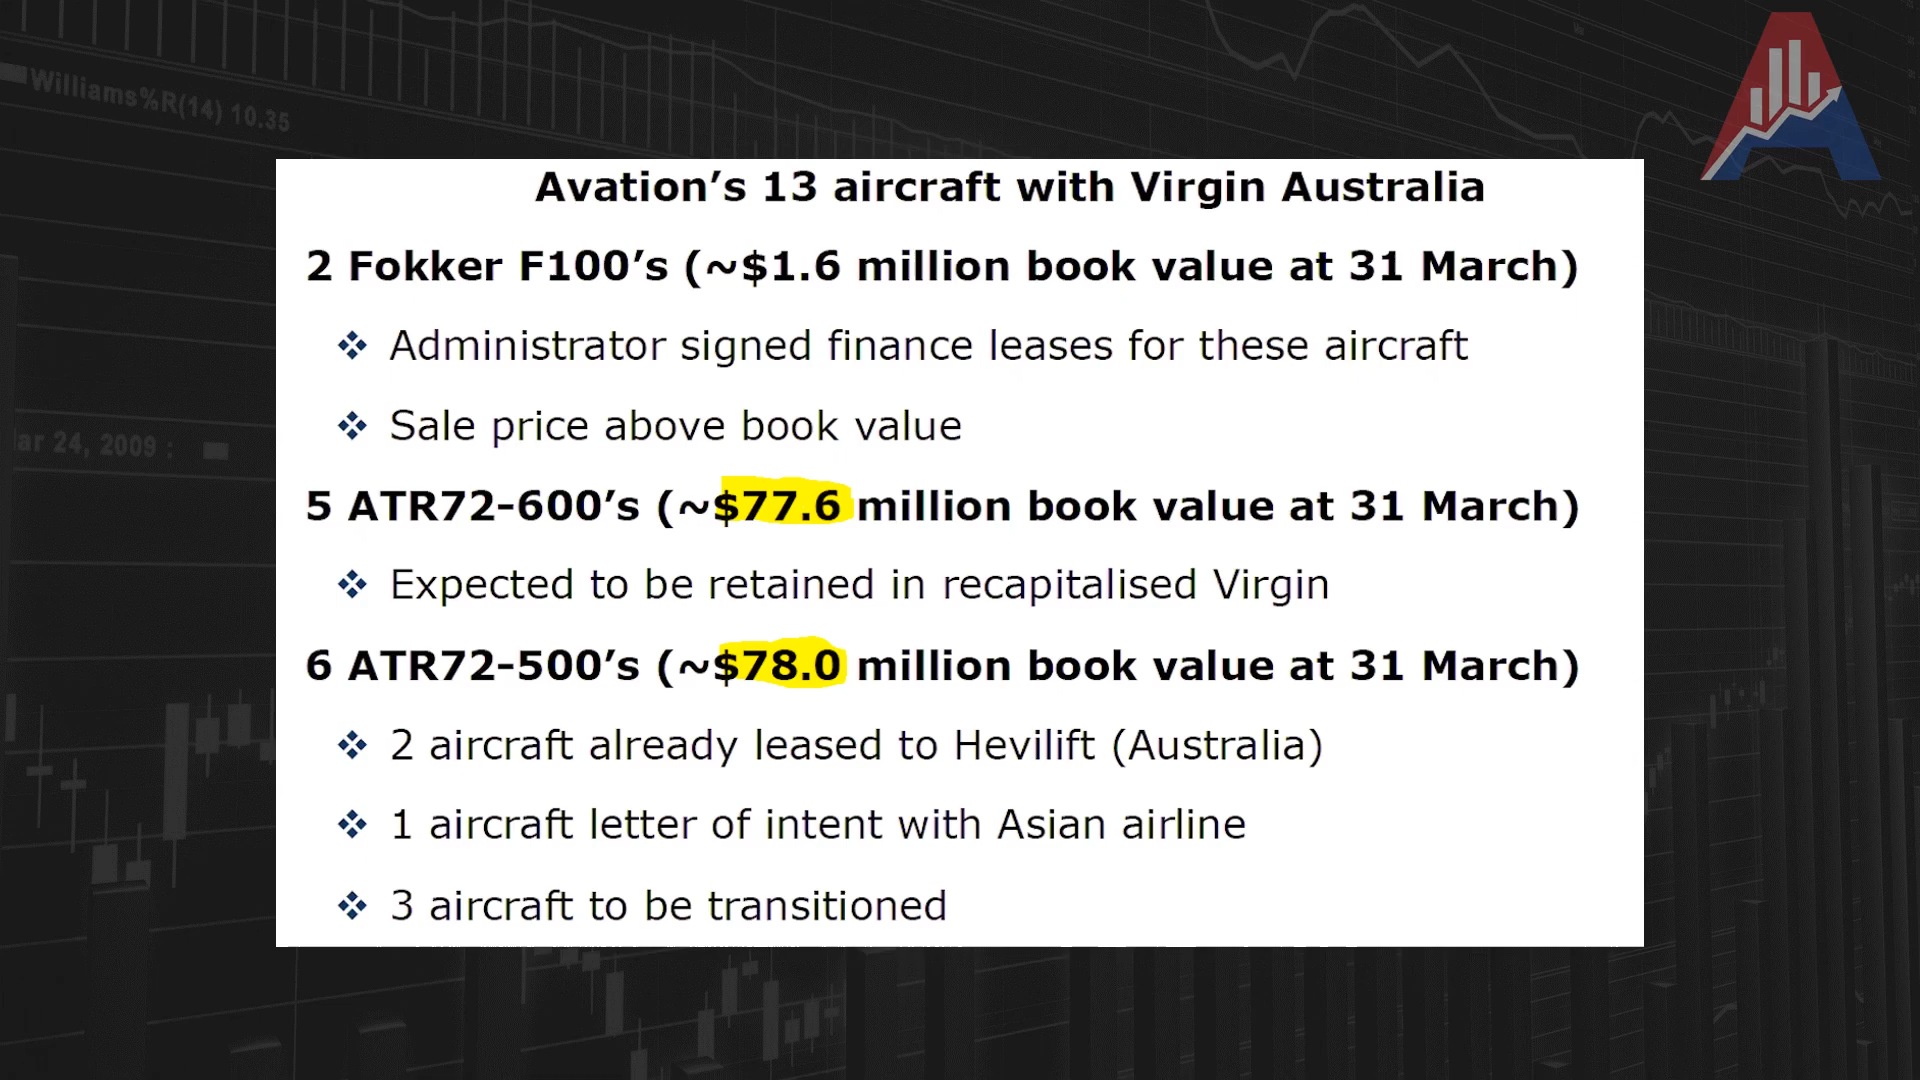 Williams%R(14) 10.35
ar 24, 2009 :
Avation’s 13 aircraft with Virgin Australia
2 Fokker F100’s (~$1.6 million book value at 31 March)
❖ Administrator signed finance leases for these aircraft
❖ Sale price above book value
5 ATR72-600’s (~$77.6 million book value at 31 March)
❖ Expected to be retained in recapitalised Virgin
6 ATR72-500’s (~$78.0 million book value at 31 March)
❖ 2 aircraft already leased to Hevilift (Australia)
❖ 1 aircraft letter of intent with Asian airline
❖ 3 aircraft to be transitioned